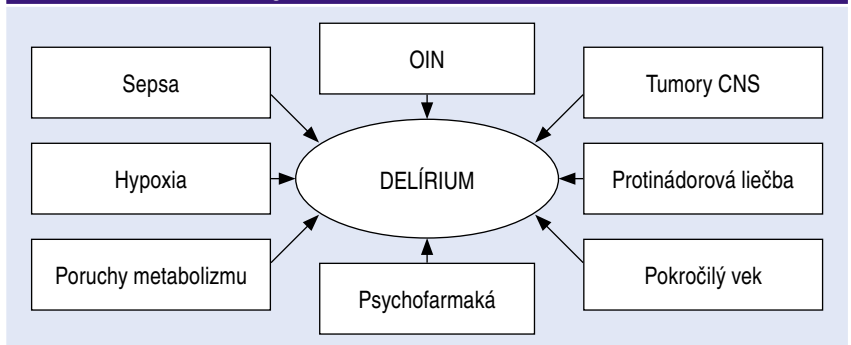 OIN
Sepsa
Tumory CNS
Hypoxia
DELÍRIUM
Protinádorová liečba
Poruchy metabolizmu
Psychofarmaká
Pokročilý vek